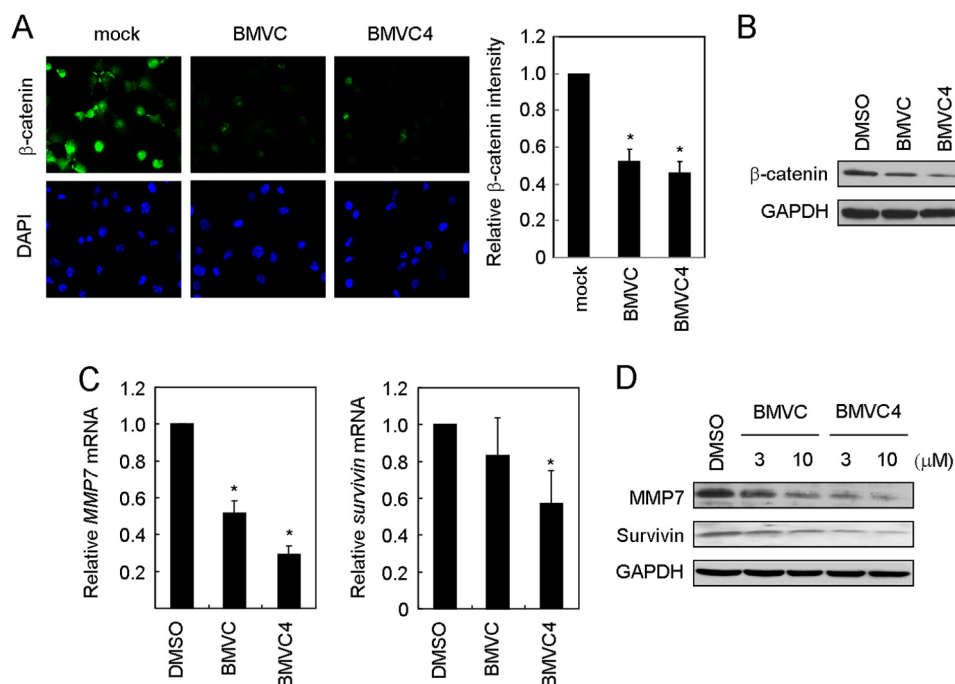 A
mock
BMVC
BMVC4
β-catenin
DAPI
Relative β-catenin intensity
1.2
1.0
0.8
0.6
0.4
0.2
0
*
*
mock
BMVC
BMVC4
B
DMSO
BMVC
BMVC4
β-catenin
GAPDH
C
Relative MMP7 mRNA
1.2
1.0
0.8
0.6
0.4
0.2
*
*
DMSO
BMVC
BMVC4
Relative survivin mRNA
1.2
1.0
0.8
0.6
0.4
0.2
0
*
DMSO
BMVC
BMVC4
D
DMSO
BMVC
BMVC4
3 10 3 10 (μM)
MMP7
Survivin
GAPDH